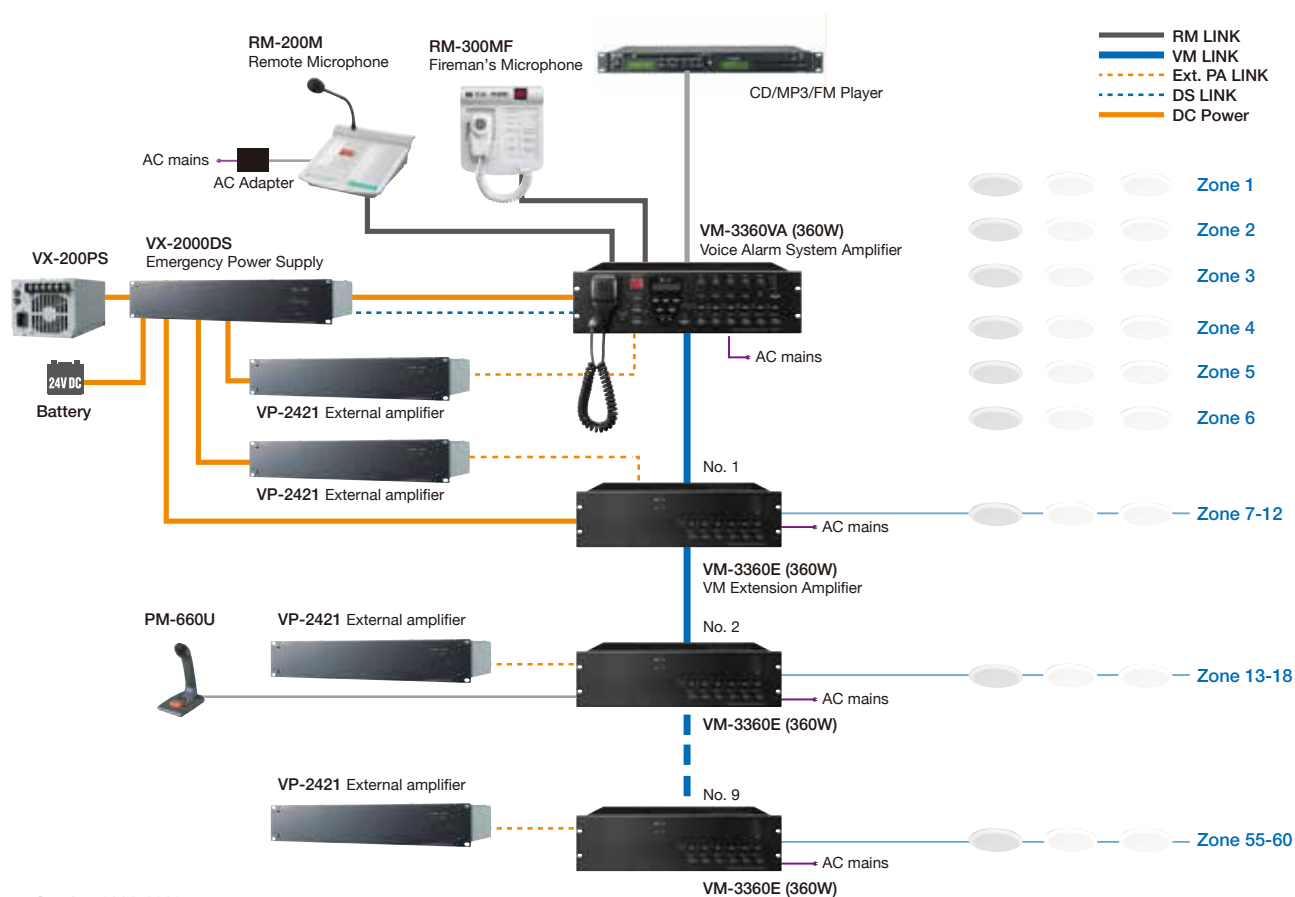 RM-200M
Remote Microphone
RM-300MF
Fireman's Microphone
CD/MP3/FM Player
RM LINK
VM LINK
Ext. PA LINK
DS LINK
DC Power
AC mains
AC Adapter
VX-200PS
VX-2000DS
Emergency Power Supply
VM-3360VA (360W)
Voice Alarm System Amplifier
AC mains
24V DC
Battery
VP-2421 External amplifier
VP-2421 External amplifier
Zone 1
Zone 2
Zone 3
Zone 4
Zone 5
Zone 6
No. 1
AC mains
Zone 7-12
VM-3360E (360W)
VM Extension Amplifier
PM-660U
VP-2421 External amplifier
No. 2
AC mains
Zone 13-18
VM-3360E (360W)
VP-2421 External amplifier
No. 9
AC mains
Zone 55-60
VM-3360E (360W)